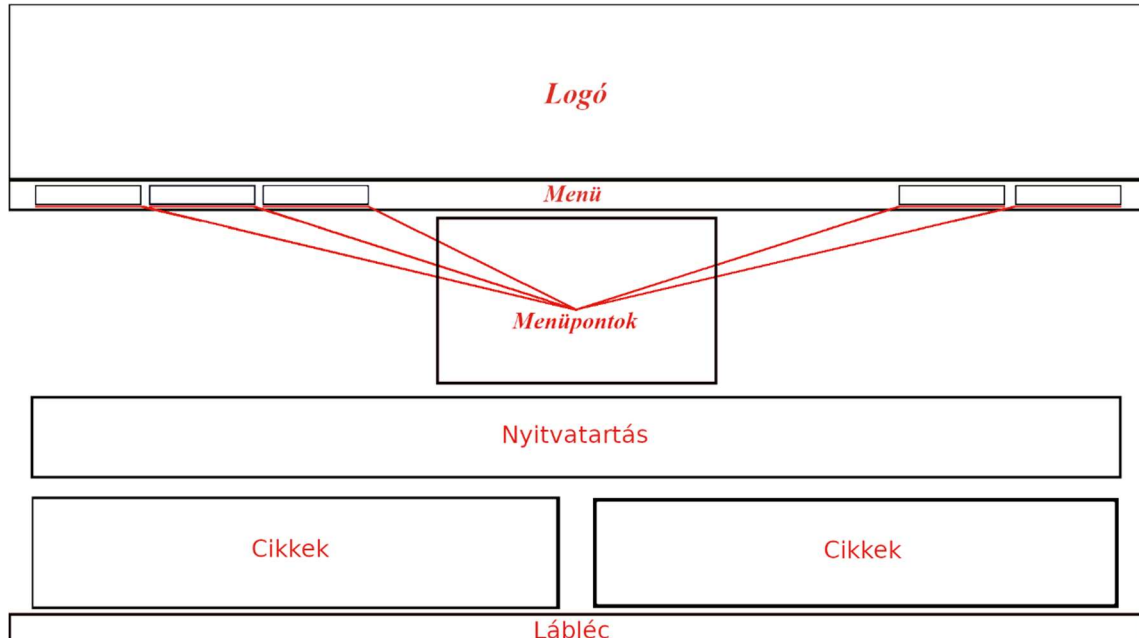 Logó
Menü
Menüpontok
Nyitvatartás
Cikkek
Cikkek
Lábléc